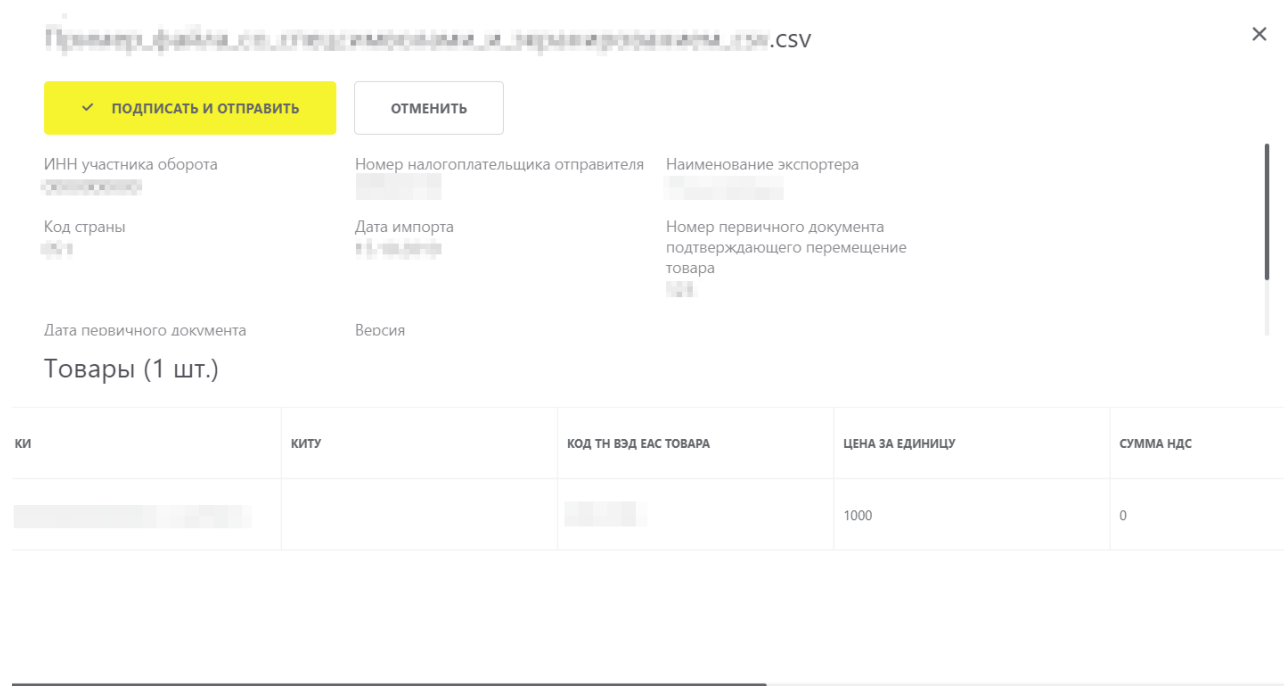 .csv
ПОДПИСАТЬ И ОТПРАВИТЬ
ОТМЕНИТЬ
ИНН участника оборота
Номер налогоплательщика отправителя
Наименование экспортера
Код страны
Дата импорта
Номер первичного документа
подтверждающего перемещение
товара
Дата первичного документа
Версия
Товары (1 шт.)
КИ
КИТУ
КОД ТН ВЭД ЕАС ТОВАРА
ЦЕНА ЗА ЕДИНИЦУ
СУММА НДС
1000
0